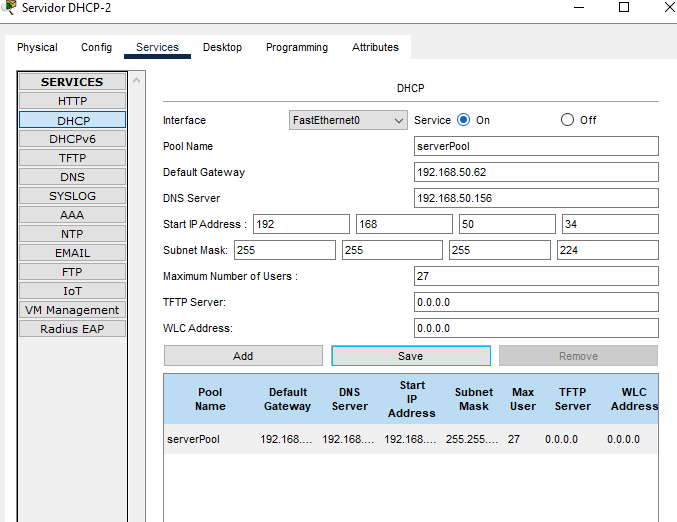 Servidor DHCP-2
Physical Config Services Desktop Programming Attributes
SERVICES
HTTP
DHCP
DHCPv6
TFTP
DNS
SYSLOG
AAA
NTP
EMAIL
FTP
IoT
VM Management
Radius EAP
DHCP
Interface FastEthernet0 Service On Off
Pool Name serverPool
Default Gateway 192.168.50.62
DNS Server 192.168.50.156
Start IP Address : 192 168 50 34
Subnet Mask: 255 255 255 224
Maximum Number of Users : 27
TFTP Server: 0.0.0.0
WLC Address: 0.0.0.0
Add Save Remove
Pool Name Default Gateway DNS Server Start IP Address Subnet Mask Max User TFTP Server WLC Address
serverPool 192.168.... 192.168.... 192.168.... 255.255.... 27 0.0.0.0 0.0.0.0